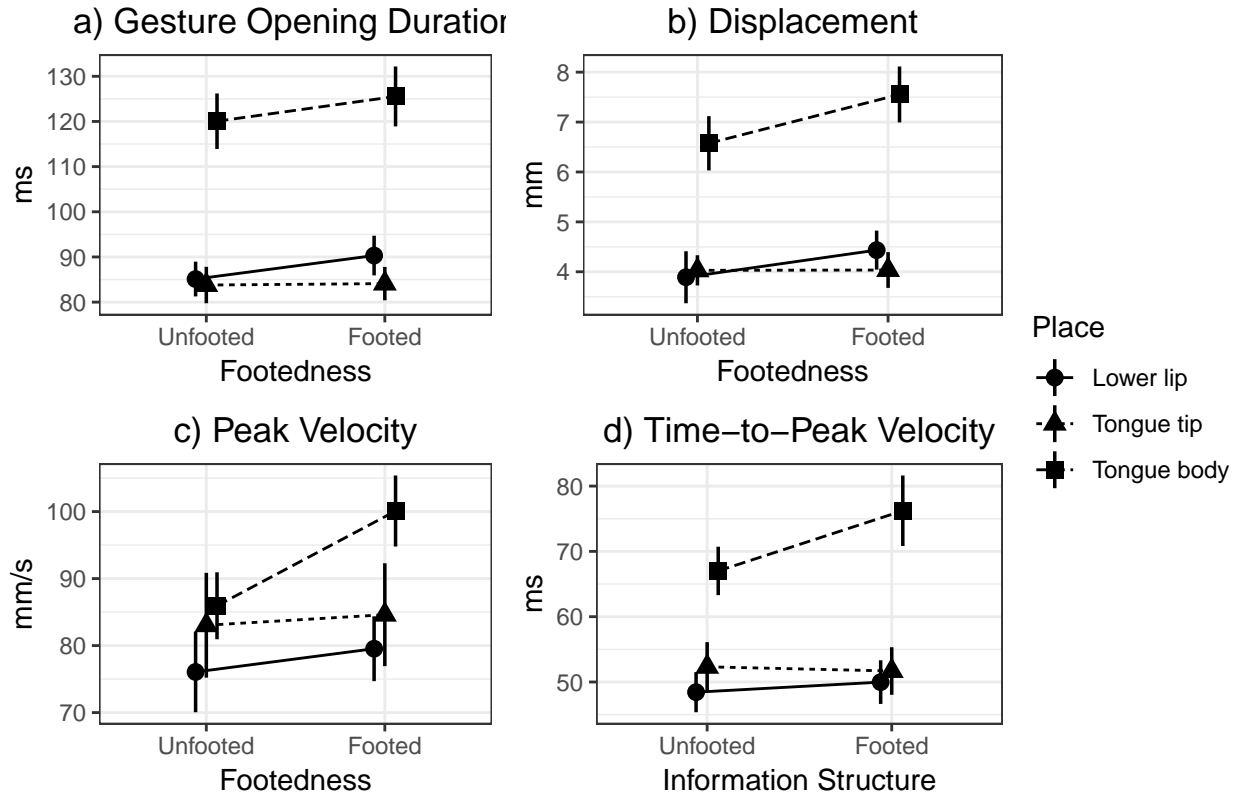 a) Gesture Opening Duration
130
120
110
100
90
80
ms
Unfooted Footed
Footedness
b) Displacement
8
7
6
5
4
mm
Unfooted Footed
Footedness
c) Peak Velocity
100
90
80
70
mm/s
Unfooted Footed
Footedness
d) Time−to−Peak Velocity
80
70
60
50
ms
Unfooted Footed
Information Structure
Place
Lower lip
Tongue tip
Tongue body